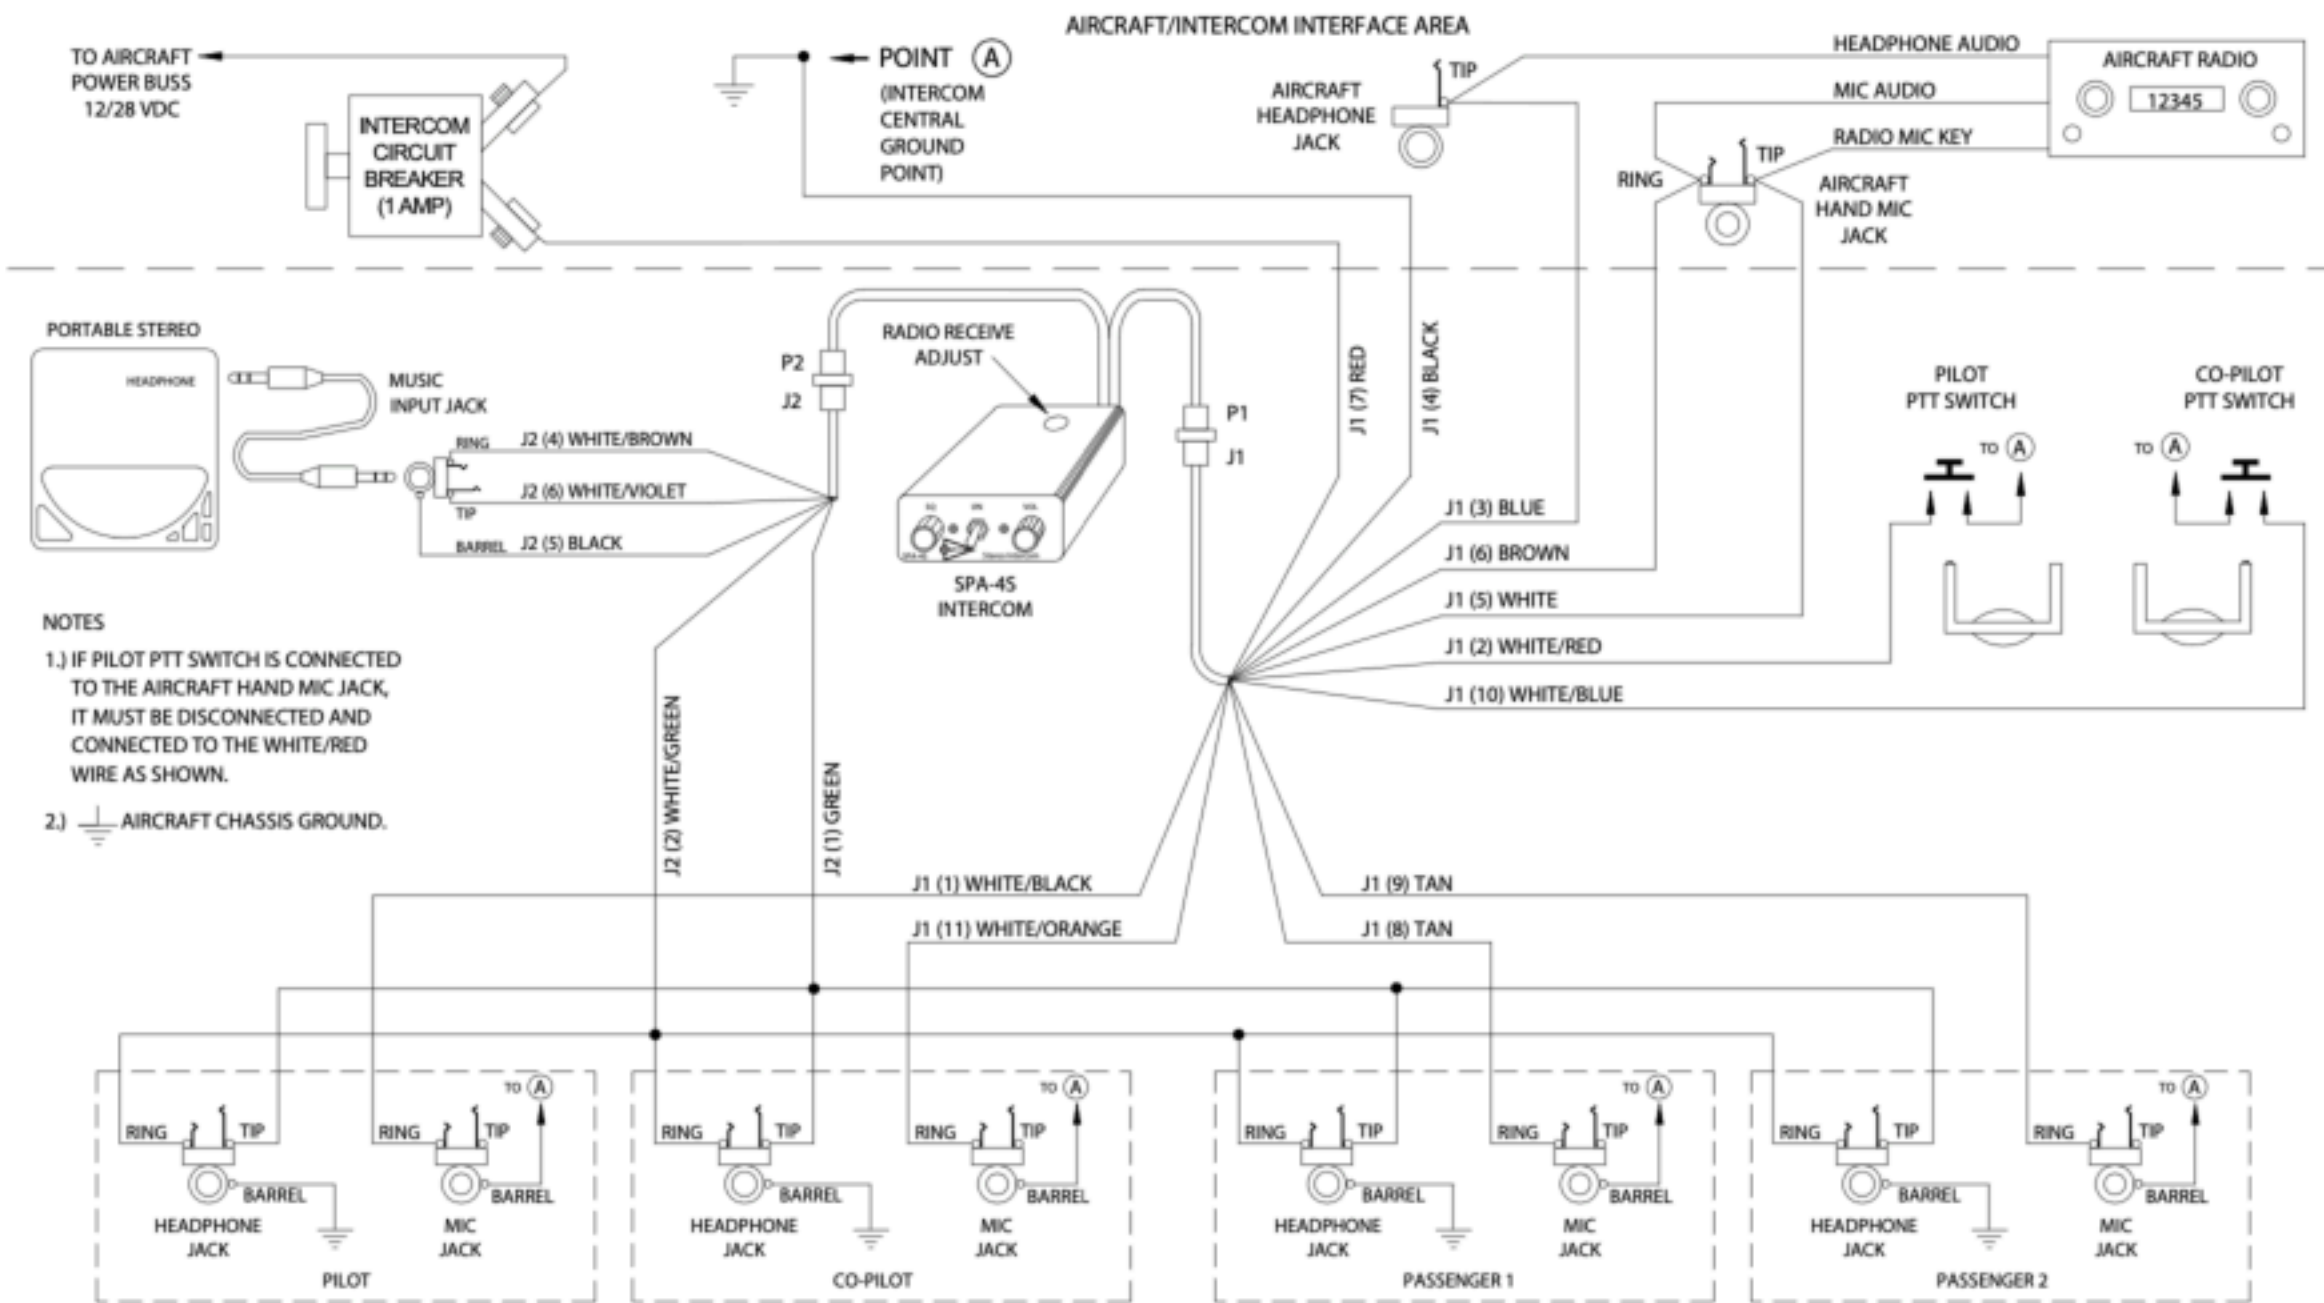 AIRCRAFT/INTERCOM INTERFACE AREA
TO AIRCRAFT
POWER BUSS
12/28 VDC
INTERCOM
CIRCUIT
BREAKER
(1 AMP)
POINT A
(INTERCOM
CENTRAL
GROUND
POINT)
AIRCRAFT
HEADPHONE
JACK
TIP
HEADPHONE AUDIO
MIC AUDIO
RADIO MIC KEY
AIRCRAFT RADIO
12345
RING
TIP
AIRCRAFT
HAND MIC
JACK
PORTABLE STEREO
HEADPHONE
MUSIC
INPUT JACK
RING
J2 (4) WHITE/BROWN
J2 (6) WHITE/VIOLET
TIP
BARREL
J2 (5) BLACK
P2
J2
RADIO RECEIVE
ADJUST
P1
J1
SQ
ON
VOL
SPA-4S
INTERCOM
J1 (7) RED
J1 (4) BLACK
J1 (3) BLUE
J1 (6) BROWN
J1 (5) WHITE
J1 (2) WHITE/RED
J1 (10) WHITE/BLUE
PILOT
PTT SWITCH
TO A
CO-PILOT
PTT SWITCH
TO A
NOTES
1.) IF PILOT PTT SWITCH IS CONNECTED
TO THE AIRCRAFT HAND MIC JACK,
IT MUST BE DISCONNECTED AND
CONNECTED TO THE WHITE/RED
WIRE AS SHOWN.
2.) AIRCRAFT CHASSIS GROUND.
J2 (2) WHITE/GREEN
J2 (1) GREEN
J1 (1) WHITE/BLACK
J1 (11) WHITE/ORANGE
J1 (9) TAN
J1 (8) TAN
RING
TIP
BARREL
HEADPHONE
JACK
RING
TIP
TO A
BARREL
MIC
JACK
PILOT
RING
TIP
BARREL
HEADPHONE
JACK
RING
TIP
TO A
BARREL
MIC
JACK
CO-PILOT
RING
TIP
BARREL
HEADPHONE
JACK
RING
TIP
TO A
BARREL
MIC
JACK
PASSENGER 1
RING
TIP
BARREL
HEADPHONE
JACK
RING
TIP
TO A
BARREL
MIC
JACK
PASSENGER 2